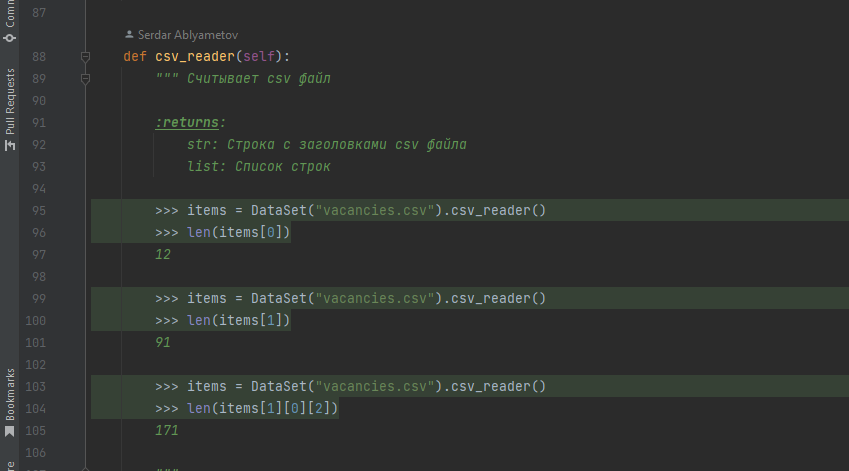 87
Serdar Ablyametov
88 def csv_reader(self):
89 """ Считывает csv файл
90
91 :returns:
92 str: Строка с заголовками csv файла
93 list: Список строк
94
95 >>> items = DataSet("vacancies.csv").csv_reader()
96 >>> len(items[0])
97 12
98
99 >>> items = DataSet("vacancies.csv").csv_reader()
100 >>> len(items[1])
101 91
102
103 >>> items = DataSet("vacancies.csv").csv_reader()
104 >>> len(items[1][0][2])
105 171
106
Pull Requests
Bookmarks